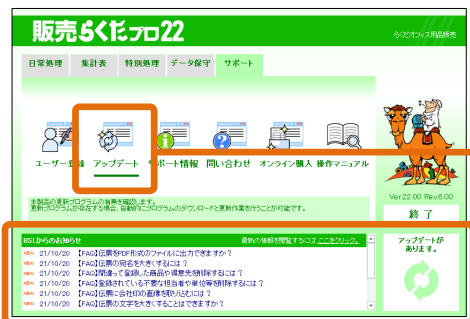 販売らくだプロ22
らくだオフィス用品販売
日常処理 集計表 特別処理 データ保守 サポート
ユーザー登録 アップデート サポート情報 問い合わせ オンライン購入 操作マニュアル
本製品の更新プログラムの有無を確認します。
更新プログラムが存在する場合、自動的にプログラムのダウンロードと更新作業を行うことが可能です。
Ver22.00 Rev.6.00
終了
BSLからのお知らせ 最新の情報を閲覧するにはここをクリック。
NEW 21/10/20 【FAQ】伝票をPDF形式のファイルに出力できますか？
NEW 21/10/20 【FAQ】伝票の宛名を大きくするには？
NEW 21/10/20 【FAQ】間違って登録した商品や得意先を削除するには？
NEW 21/10/20 【FAQ】登録されている不要な担当者や単位等を削除するには？
NEW 21/10/20 【FAQ】伝票に会社印の画像を取り込むには？
NEW 21/10/20 【FAQ】伝票の文字を大きくすることはできますか？
アップデートが
あります。